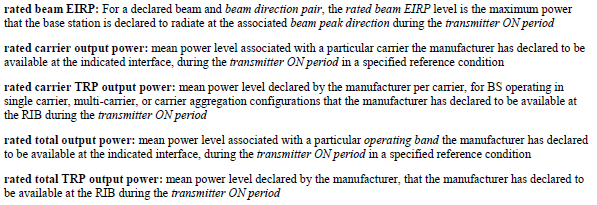 rated beam EIRP: For a declared beam and beam direction pair, the rated beam EIRP level is the maximum power
that the base station is declared to radiate at the associated beam peak direction during the transmitter ON period
rated carrier output power: mean power level associated with a particular carrier the manufacturer has declared to be
available at the indicated interface, during the transmitter ON period in a specified reference condition
rated carrier TRP output power: mean power level declared by the manufacturer per carrier, for BS operating in
single carrier, multi-carrier, or carrier aggregation configurations that the manufacturer has declared to be available at
the RIB during the transmitter ON period
rated total output power: mean power level associated with a particular operating band the manufacturer has declared
to be available at the indicated interface, during the transmitter ON period in a specified reference condition
rated total TRP output power: mean power level declared by the manufacturer, that the manufacturer has declared to
be available at the RIB during the transmitter ON period